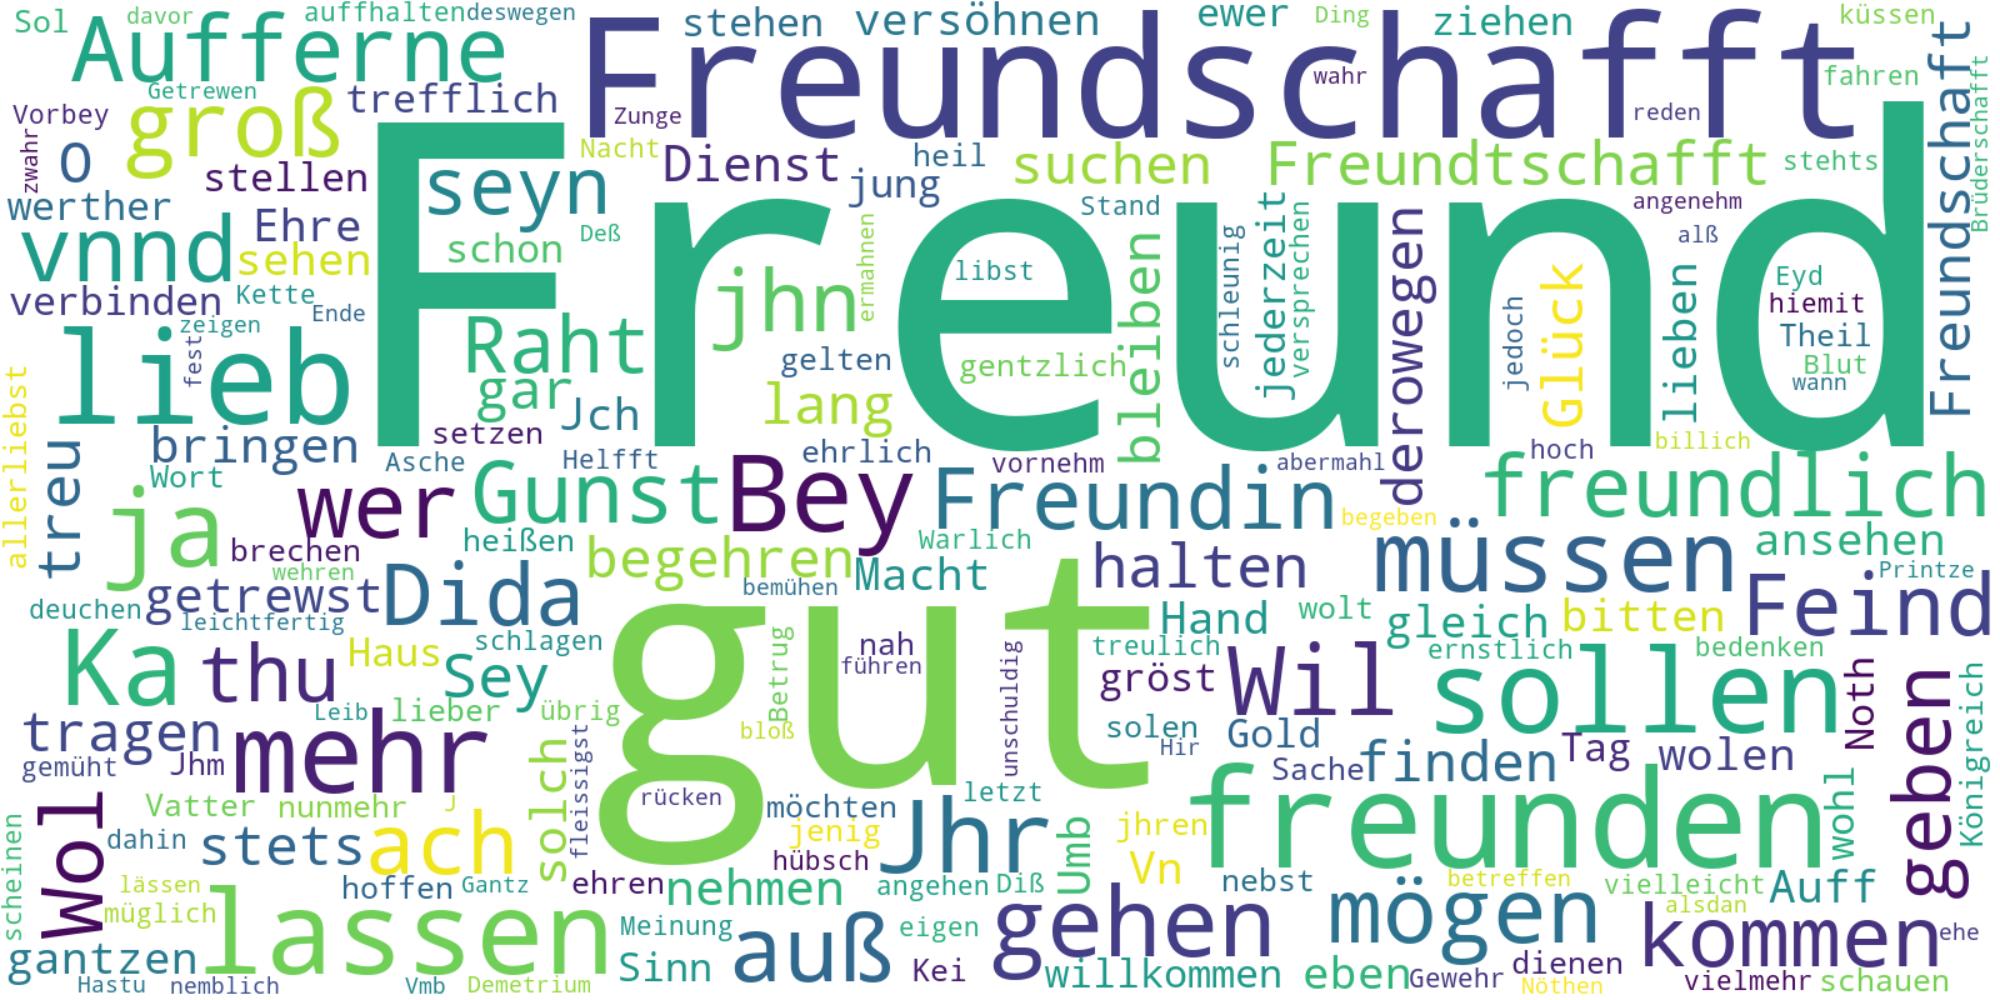 Sol
davor
auffhalten
deswegen
stehen
versöhnen
ewer
Ding
ziehen
küssen
Aufferne
Freundschafft
wahr
fahren
Freundschaft
Brüderschafft
Getrewen
trefflich
Vorbey
groß
Zunge
reden
zwahr
O
stellen
Nacht
Dienst
heil
jung
suchen
Freundtschafft
stehts
Freund
seyn
werther
Ehre
vnnd
sehen
schon
Deß
ermahnen
Stand
angenehm
alß
libst
bleiben
schleunig
jederzeit
versprechen
derowegen
Glück
jedoch
lieben
Eyd
hiemit
Theil
Blut
wann
verbinden
Kette
Ende
zeigen
fest
lieb
Raht
jhn
gelten
gentzlich
gar
Jch
lang
setzen
allerliebst
treu
bringen
Wort
Asche
Helfft
ehrlich
vornehm
abermahl
hoch
billich
ja
wer
Gunst
Bey
Freundin
begeben
freundlich
brechen
heißen
wehren
begehren
Warlich
müssen
ansehen
deuchen
getrewst
leichtfertig
Dida
bemühen
Macht
halten
Printze
Feind
gut
Hand
wolt
gleich
bitten
Ka
thu
Haus
schlagen
Sey
Betrug
nah
führen
unschuldig
treulich
ernstlich
bedenken
gröst
Wil
sollen
Noth
geben
Königreich
tragen
Leib
lieber
übrig
bloß
solen
Hir
Gold
gemüht
Jhm
mehr
solch
fleissigst
Sache
finden
Tag
wolen
Wol
Vatter
nunmehr
J
rücken
möchten
letzt
freunden
wohl
scheinen
dahin
stets
ach
jenig
Jhr
Umb
jhren
hübsch
Vn
lässen
müglich
hoffen
Gantz
ehren
nehmen
angehen
Diß
nebst
betreffen
vielleicht
Auff
alsdan
lassen
Meinung
auß
eigen
gehen
mögen
kommen
ehe
gantzen
Sinn
Kei
willkommen
eben
Gewehr
dienen
Nöthen
vielmehr
schauen
Hastu
nemblich
Vmb
Demetrium